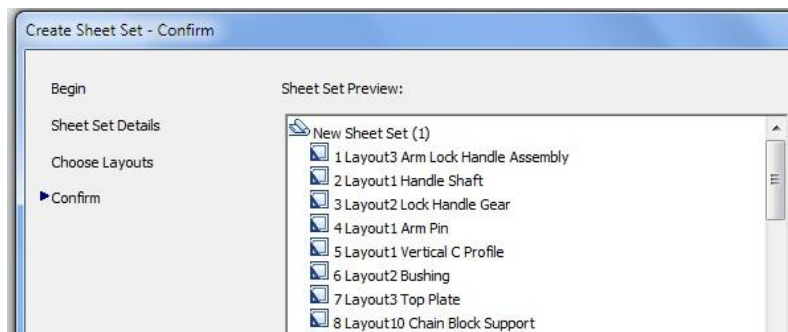 Create Sheet Set - Confirm
Begin
Sheet Set Details
Choose Layouts
Confirm
Sheet Set Preview:
New Sheet Set (1)
1 Layout3 Arm Lock Handle Assembly
2 Layout1 Handle Shaft
3 Layout2 Lock Handle Gear
4 Layout1 Arm Pin
5 Layout1 Vertical C Profile
6 Layout2 Bushing
7 Layout3 Top Plate
8 Layout10 Chain Block Support